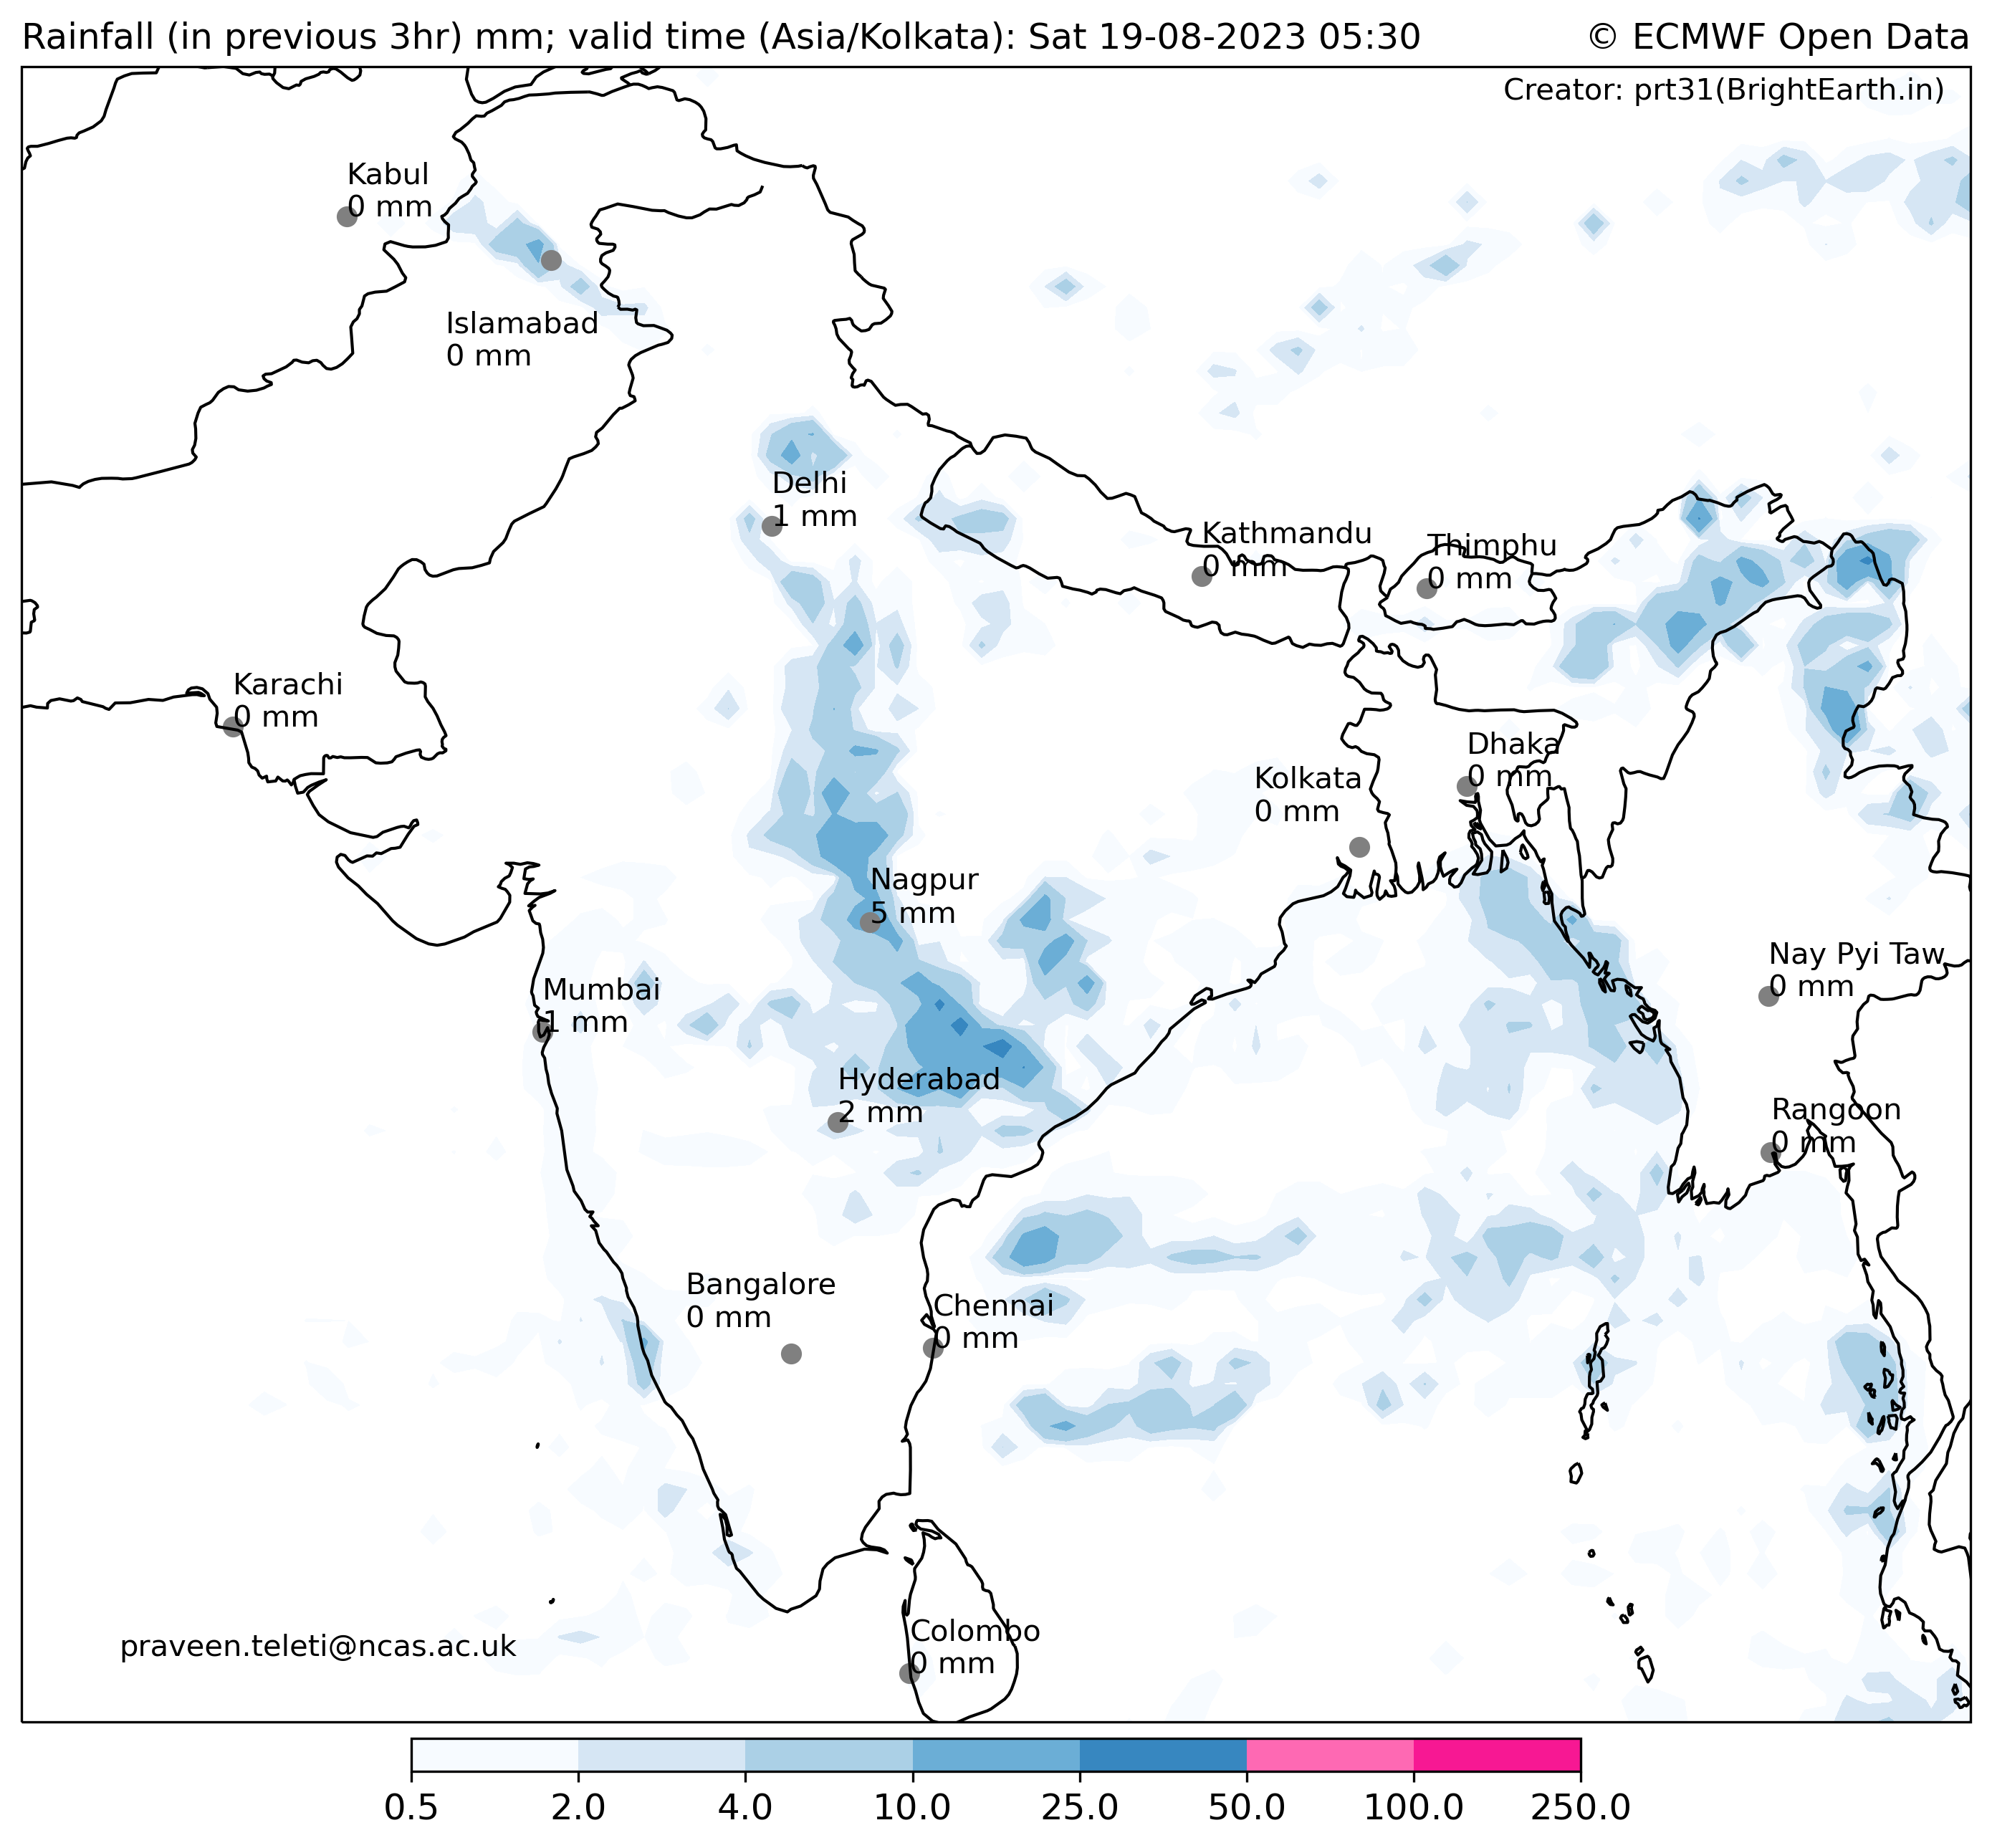 Rainfall (in previous 3hr) mm; valid time (Asia/Kolkata): Sat 19-08-2023 05:30
© ECMWF Open Data
Creator: prt31(BrightEarth.in)
Kabul
0 mm
Islamabad
0 mm
Delhi
1 mm
Kathmandu
0 mm
Thimphu
0 mm
Karachi
0 mm
Dhaka
0 mm
Kolkata
0 mm
Nagpur
5 mm
Nay Pyi Taw
0 mm
Mumbai
1 mm
Hyderabad
2 mm
Rangoon
0 mm
Bangalore
0 mm
Chennai
0 mm
Colombo
0 mm
praveen.teleti@ncas.ac.uk
0.5 2.0 4.0 10.0 25.0 50.0 100.0 250.0